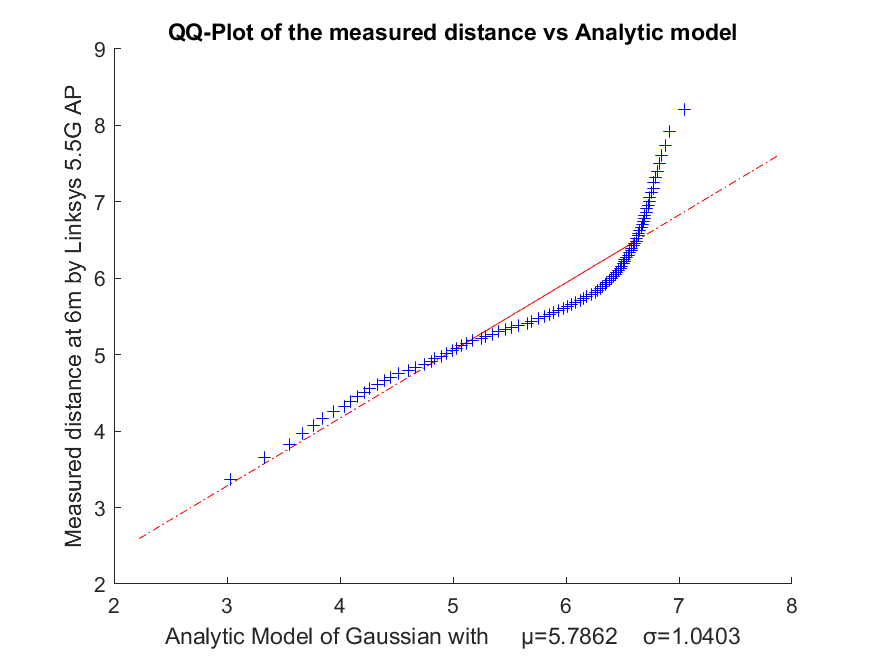 QQ-Plot of the measured distance vs Analytic model
Measured distance at 6m by Linksys 5.5G AP
9
8
7
6
5
4
3
2
2 3 4 5 6 7 8
Analytic Model of Gaussian with μ=5.7862 σ=1.0403